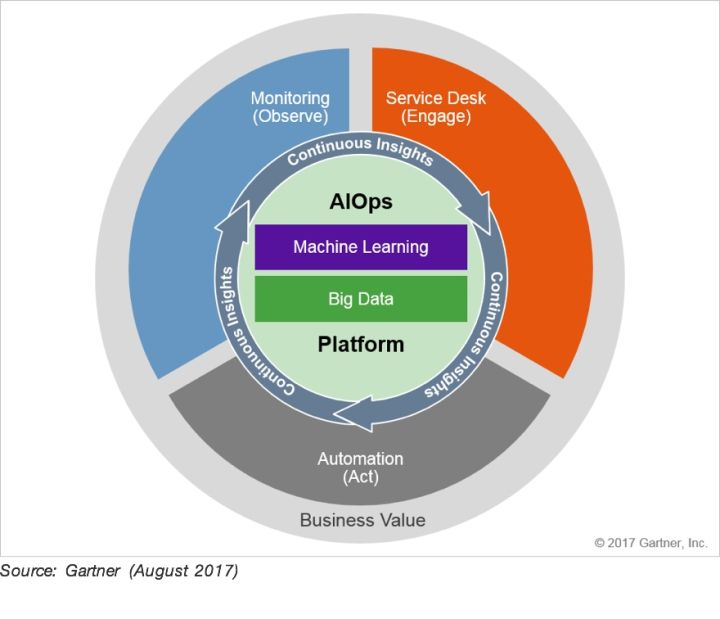 Monitoring
(Observe)
Service Desk
(Engage)
Continuous Insights
AIOps
Machine Learning
Big Data
Platform
Continuous Insights
Continuous Insights
Automation
(Act)
Business Value
© 2017 Gartner, Inc.
Source: Gartner (August 2017)